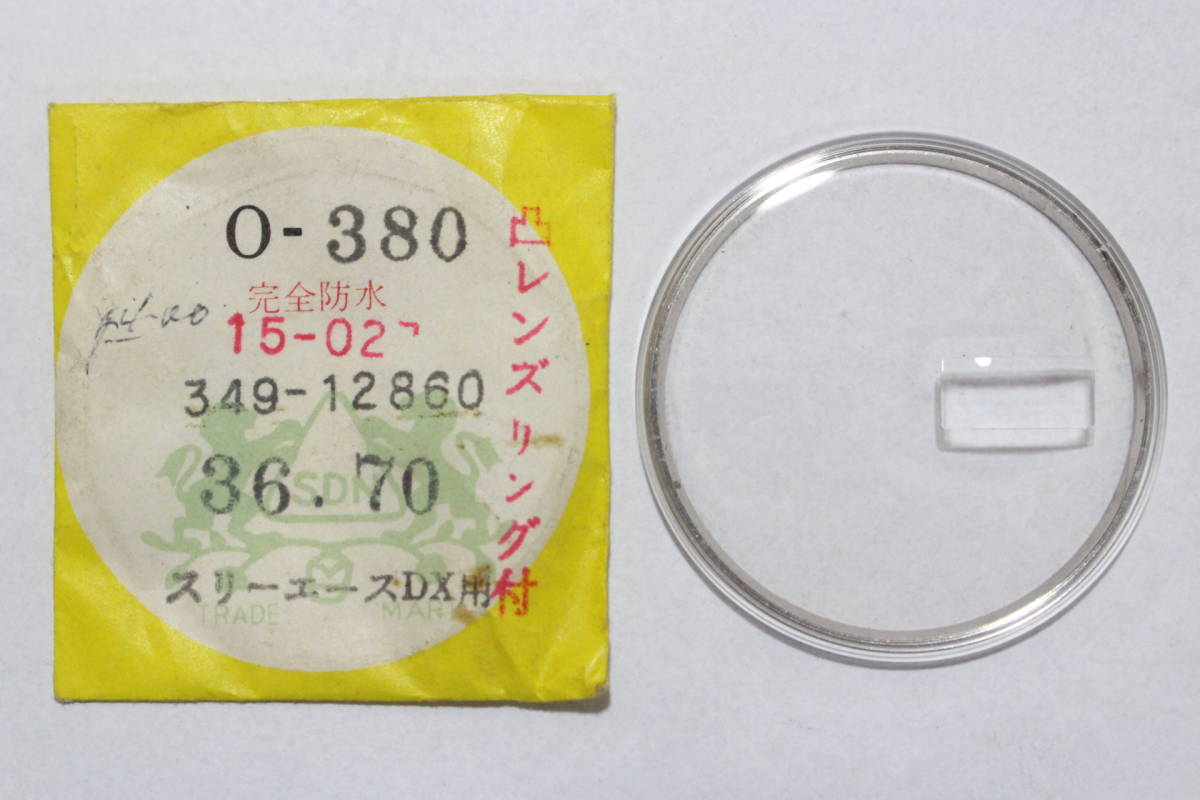 O-380
完全防水
15-02
349-12860
SDN
36.70
スリーエースDX用
TRADE MARK
凸レンズリング付